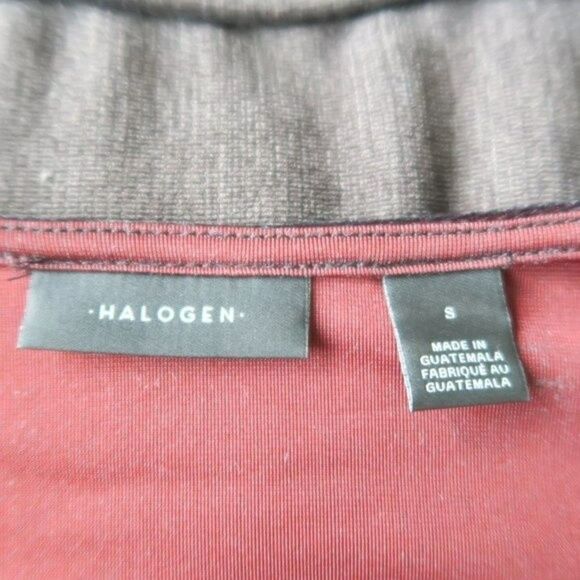 ·HALOGEN·
S
MADE IN
GUATEMALA
FABRIQUÉ AU
GUATEMALA